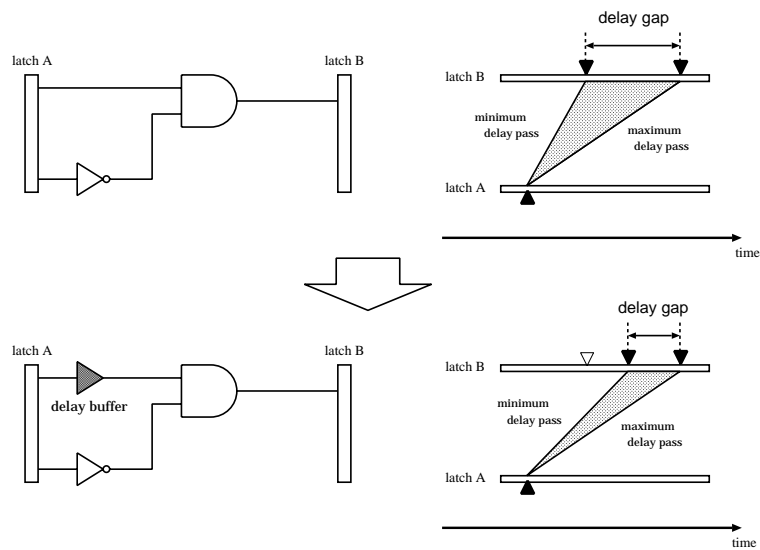 delay gap
latch A
latch B
latch B
minimum
delay pass
maximum
delay pass
latch A
time
delay gap
latch A
latch B
latch B
delay buffer
minimum
delay pass
maximum
delay pass
latch A
time